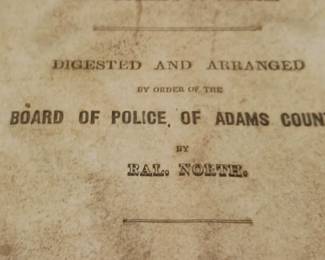 DIGESTED AND ARRANGED
BY ORDER OF THE
BOARD OF POLICE, OF ADAMS COUN
BY
RAL. NORTH.